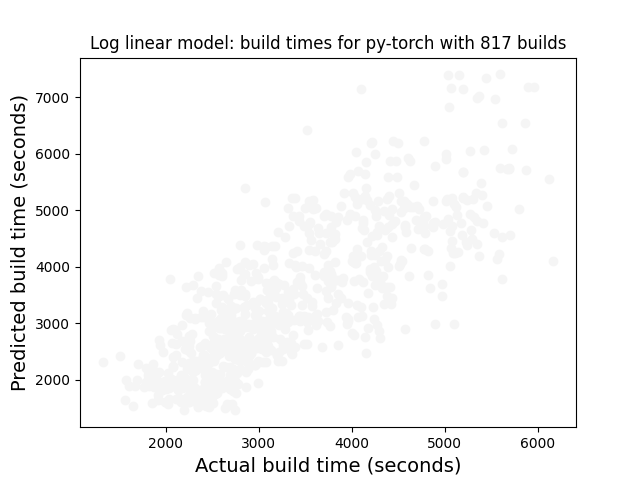 Log linear model: build times for py-torch with 817 builds
7000
6000
5000
4000
3000
2000
Predicted build time (seconds)
2000 3000 4000 5000 6000
Actual build time (seconds)